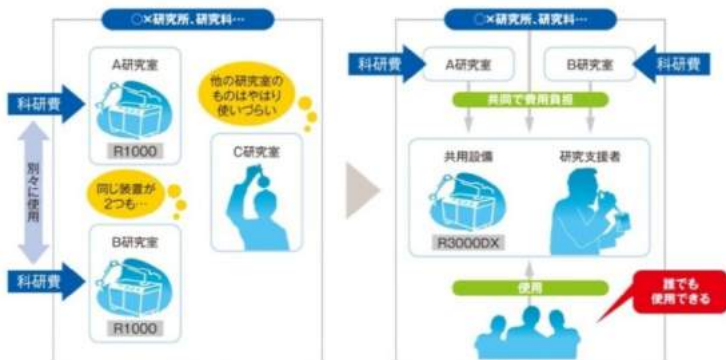 ○×研究所、研究科…
A研究室
科研費
R1000
他の研究室の
ものはやはり
使いづらい
C研究室
別々に使用
同じ装置が
2つも…
B研究室
科研費
R1000
○×研究所、研究科…
科研費
A研究室
B研究室
科研費
共同で費用負担
共用設備
研究支援者
R3000DX
使用
誰でも
使用できる